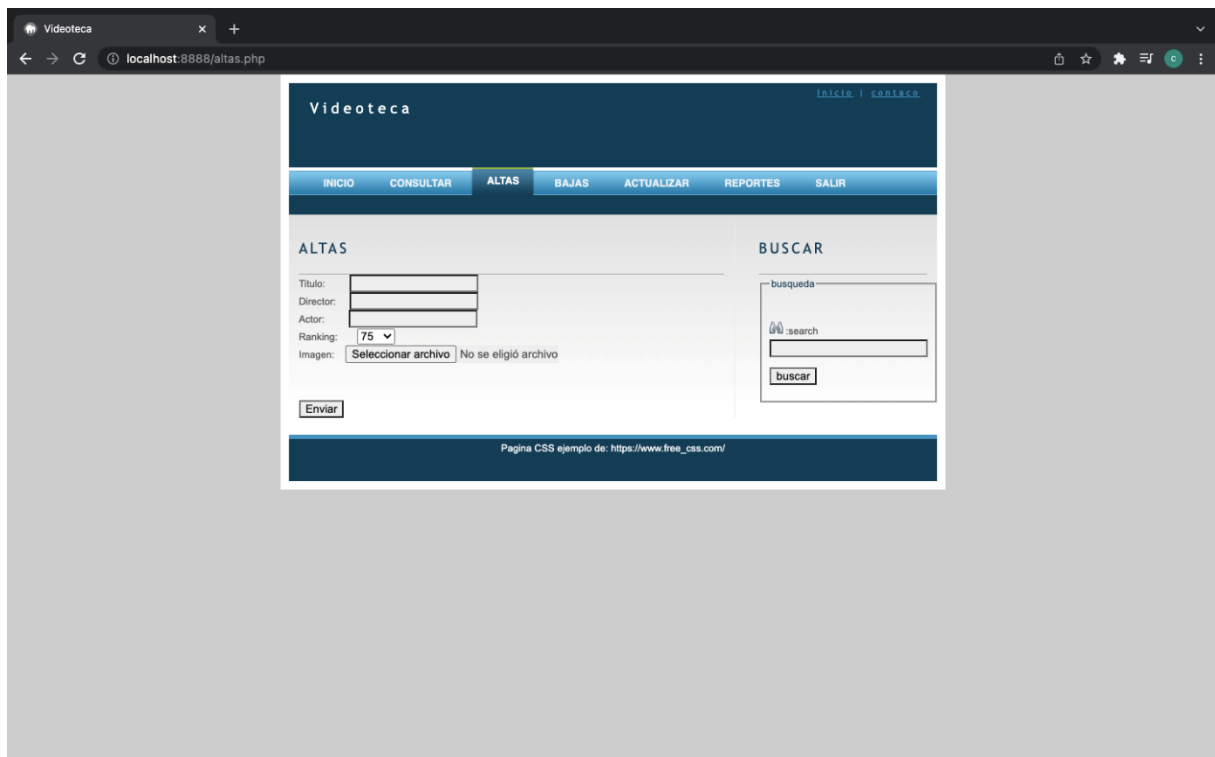 Videoteca
localhost:8888/altas.php
C
Inicio | contaco
Videoteca
INICIO CONSULTAR ALTAS BAJAS ACTUALIZAR REPORTES SALIR
ALTAS
Titulo:
Director:
Actor:
Ranking: 75
Imagen: Seleccionar archivo No se eligió archivo
Enviar
BUSCAR
busqueda
:search
buscar
Pagina CSS ejemplo de: https://www.free_css.com/